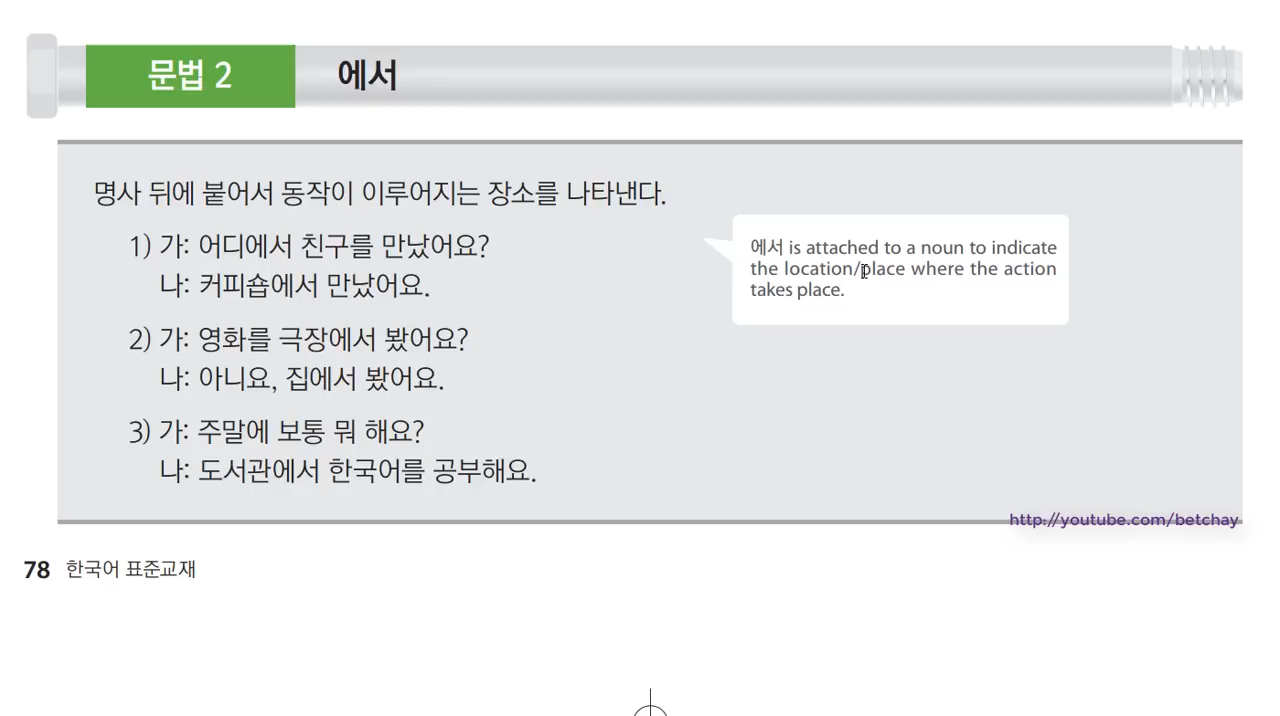 문법 2
에서
명사 뒤에 붙어서 동작이 이루어지는 장소를 나타낸다.
1) 가: 어디에서 친구를 만났어요?
나: 커피숍에서 만났어요.
2) 가: 영화를 극장에서 봤어요?
나: 아니요, 집에서 봤어요.
3) 가: 주말에 보통 뭐 해요?
나: 도서관에서 한국어를 공부해요.
에서 is attached to a noun to indicate
the location/place where the action
takes place.
http://youtube.com/betchay
78 한국어 표준교재